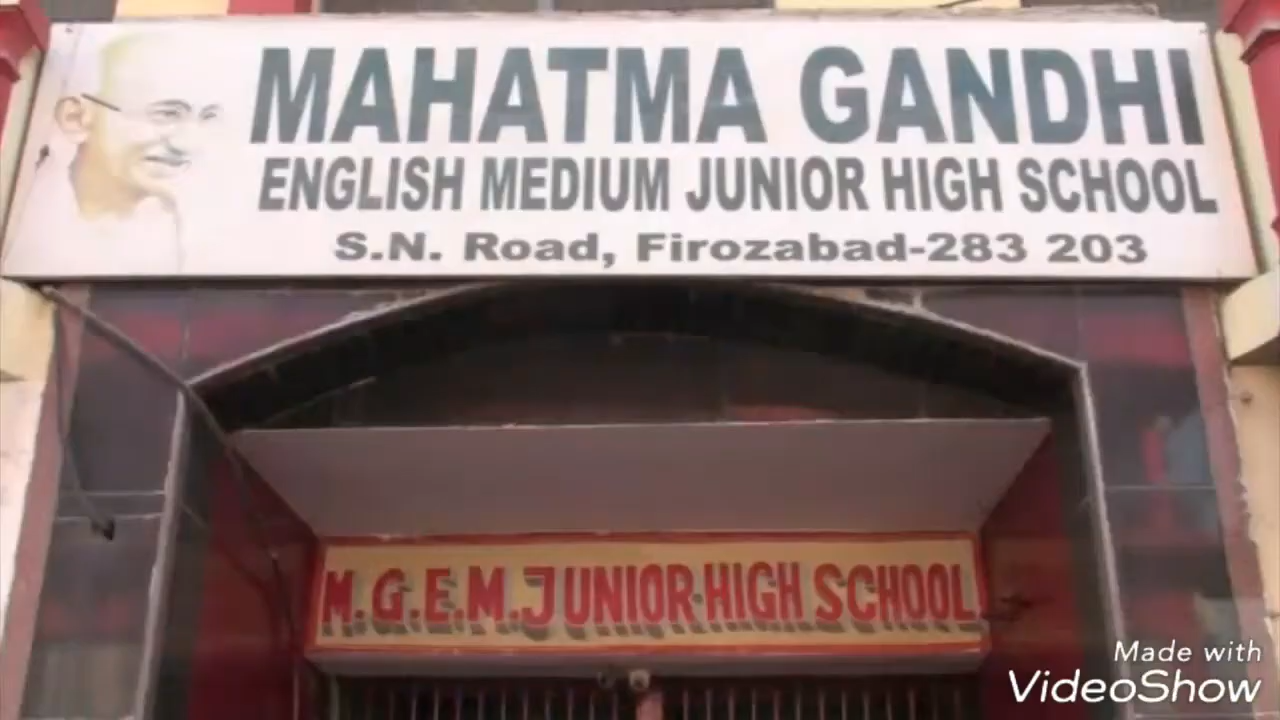 MAHATMA GANDHI
ENGLISH MEDIUM JUNIOR HIGH SCHOOL
S.N. Road, Firozabad-283 203
M.G.E.M.JUNIOR HIGH SCHOOL
Made with
VideoShow